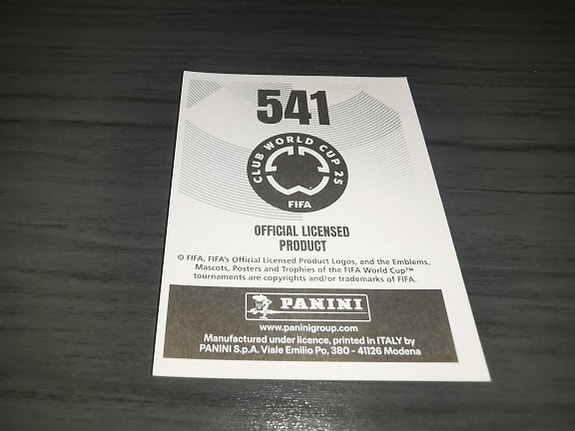 541
CLUB WORLD CUP 25
FIFA
OFFICIAL LICENSED
PRODUCT
© FIFA, FIFA's Official Licensed Product Logos, and the Emblems,
Mascots, Posters and Trophies of the FIFA World Cup™
tournaments are copyrights and/or trademarks of FIFA.
PANINI
www.paninigroup.com
Manufactured under licence, printed in ITALY by
PANINI S.p.A. Viale Emilio Po, 380 - 41126 Modena